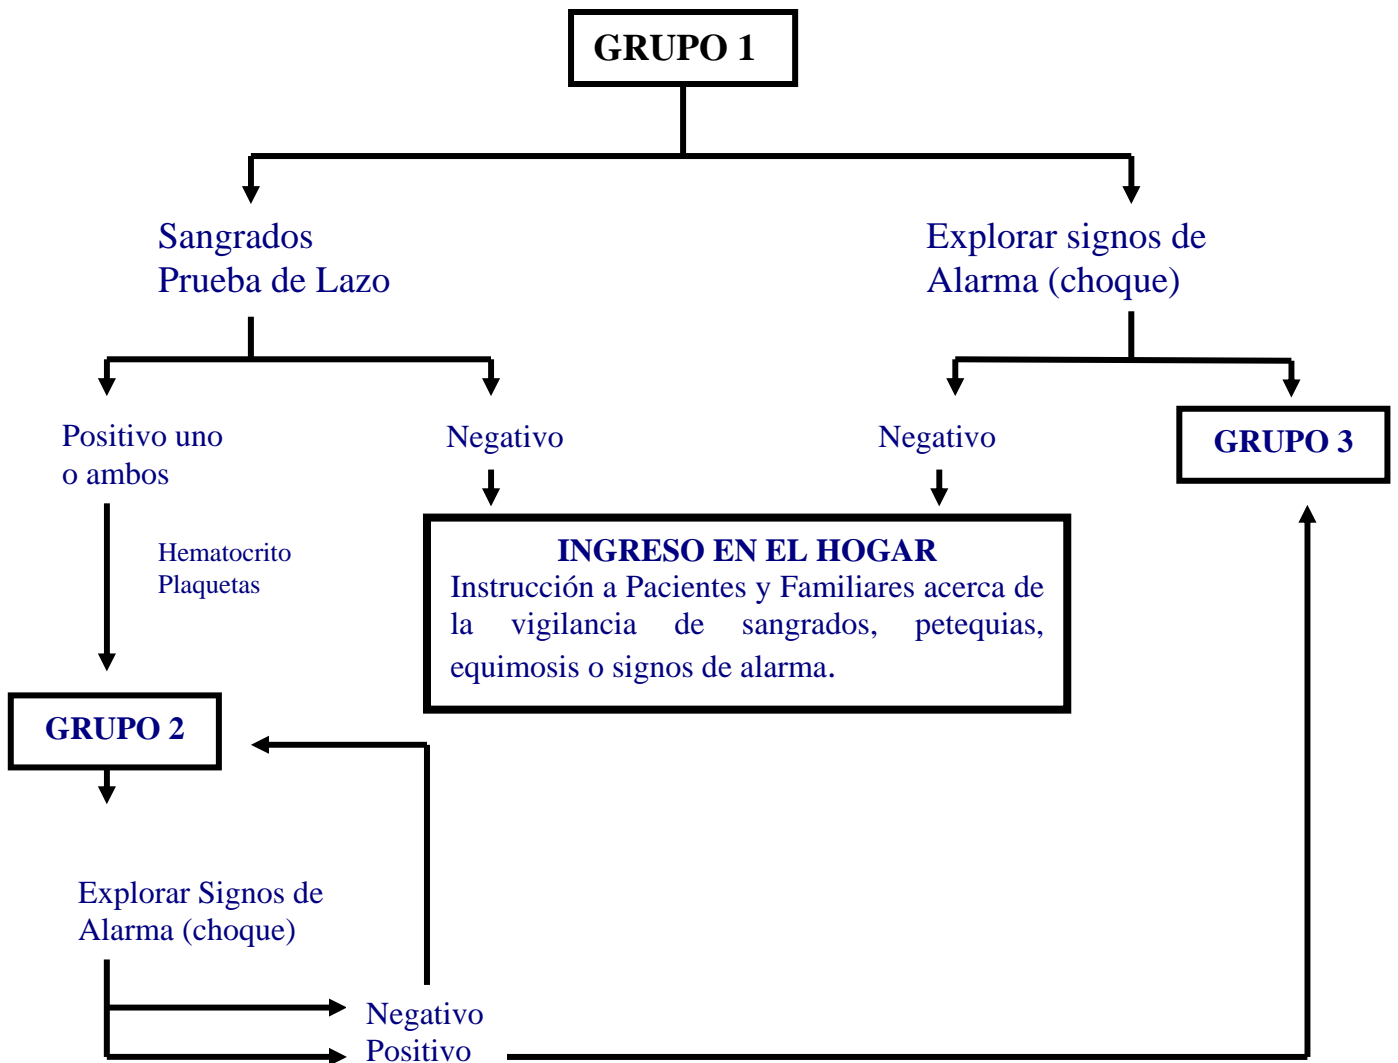 GRUPO 1
Sangrados
Prueba de Lazo
Explorar signos de
Alarma (choque)
Positivo uno
o ambos
Negativo
Negativo
GRUPO 3
Hematocrito
Plaquetas
INGRESO EN EL HOGAR
Instrucción a Pacientes y Familiares acerca de
la vigilancia de sangrados, petequias,
equimosis o signos de alarma.
GRUPO 2
Explorar Signos de
Alarma (choque)
Negativo
Positivo